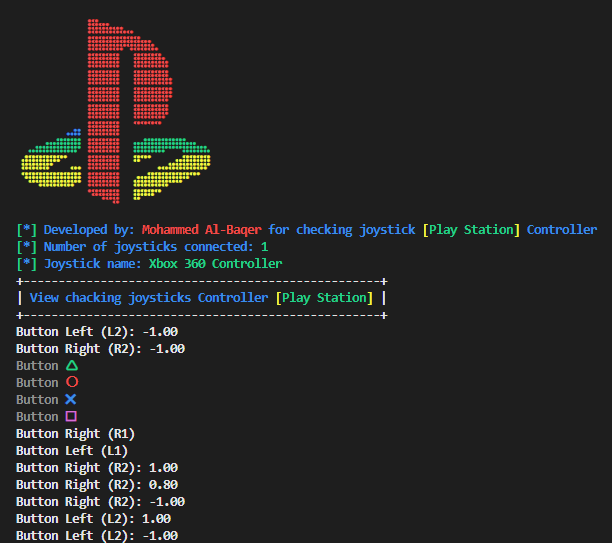 [*] Developed by: Mohammed Al-Baqer for checking joystick [Play Station] Controller
[*] Number of joysticks connected: 1
[*] Joystick name: Xbox 360 Controller
+---------------------------------------------------+
| View chacking joysticks Controller [Play Station] |
+---------------------------------------------------+
Button Left (L2): -1.00
Button Right (R2): -1.00
Button △
Button ○
Button ✕
Button □
Button Right (R1)
Button Left (L1)
Button Right (R2): 1.00
Button Right (R2): 0.80
Button Right (R2): -1.00
Button Left (L2): 1.00
Button Left (L2): -1.00